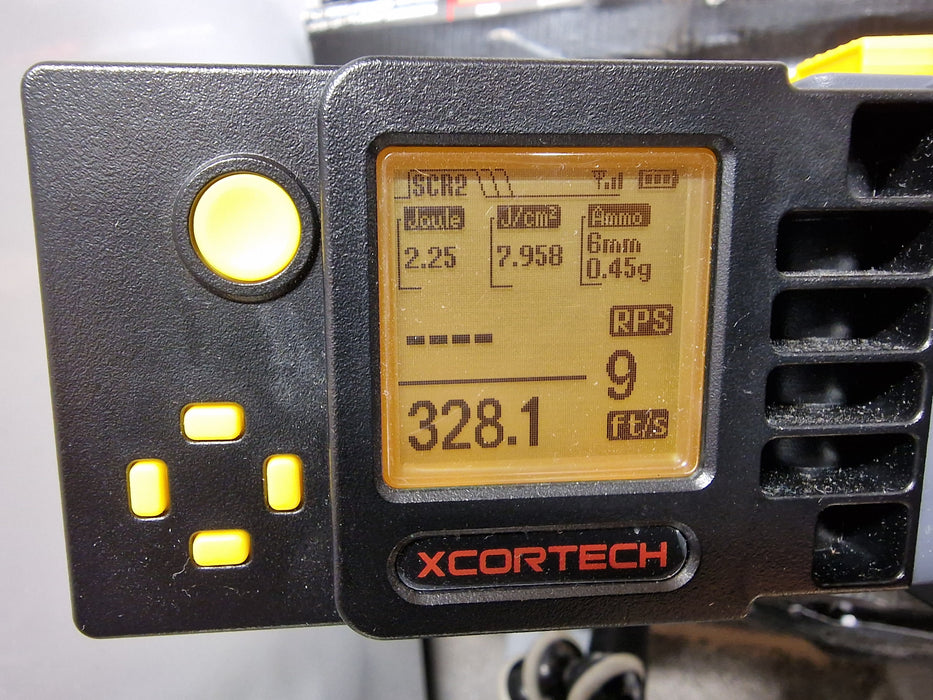 SCR2
Joule J/cm² Ammo
2.25 7.958 6mm
0.45g
---- RPS
9
328.1 ft/s
XCORTECH